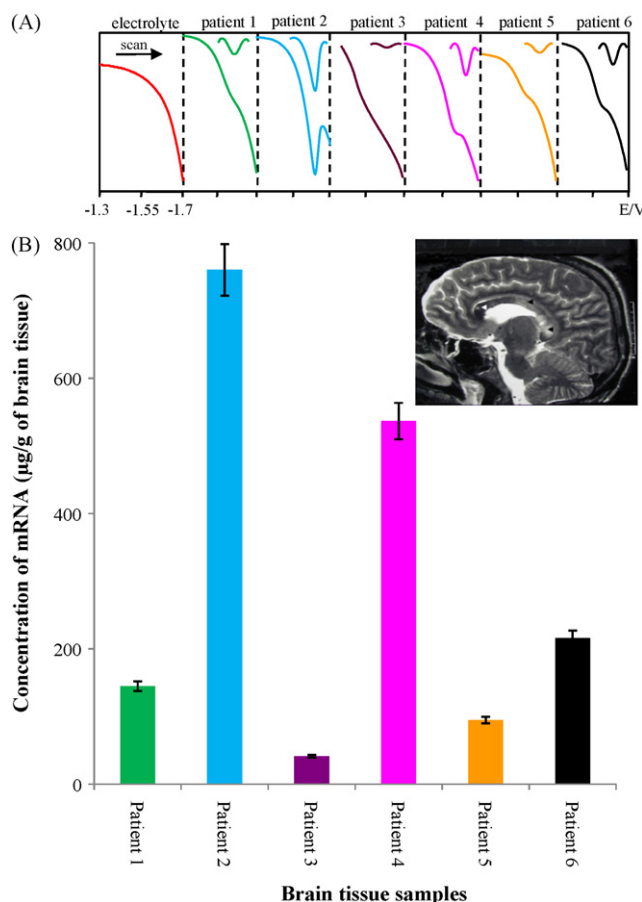 (A)
electrolyte patient 1 patient 2 patient 3 patient 4 patient 5 patient 6
scan
-1.3 -1.55 -1.7 E/V
(B)
800
600
400
200
0
Concentration of mRNA (µg/g of brain tissue)
Patient 1
Patient 2
Patient 3
Patient 4
Patient 5
Patient 6
Brain tissue samples